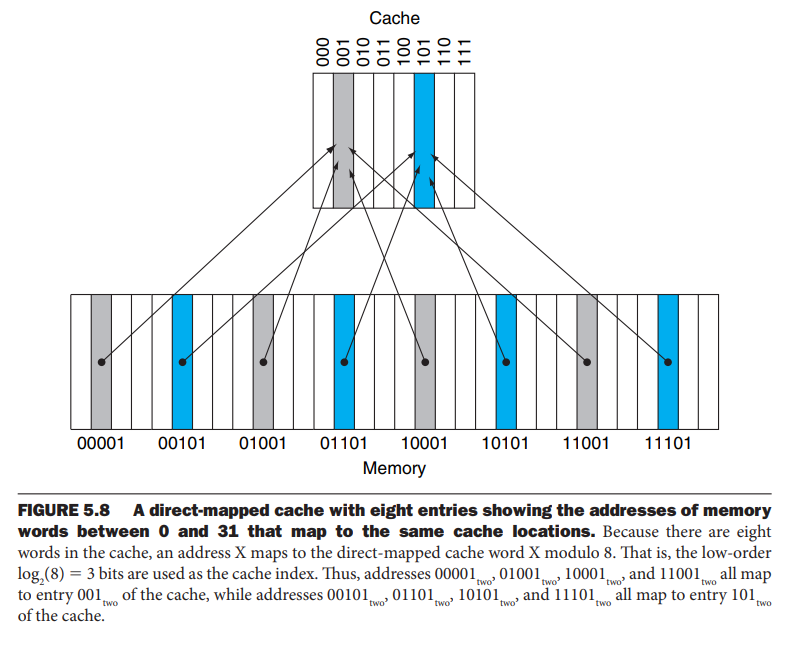 Cache
000 001 010 011 100 101 110 111
00001 00101 01001 01101 10001 10101 11001 11101
Memory
FIGURE 5.8 A direct-mapped cache with eight entries showing the addresses of memory
words between 0 and 31 that map to the same cache locations. Because there are eight
words in the cache, an address X maps to the direct-mapped cache word X modulo 8. That is, the low-order
log₂(8) = 3 bits are used as the cache index. Thus, addresses 00001two, 01001two, 10001two, and 11001two all map
to entry 001two of the cache, while addresses 00101two, 01101two, 10101two, and 11101two all map to entry 101two
of the cache.